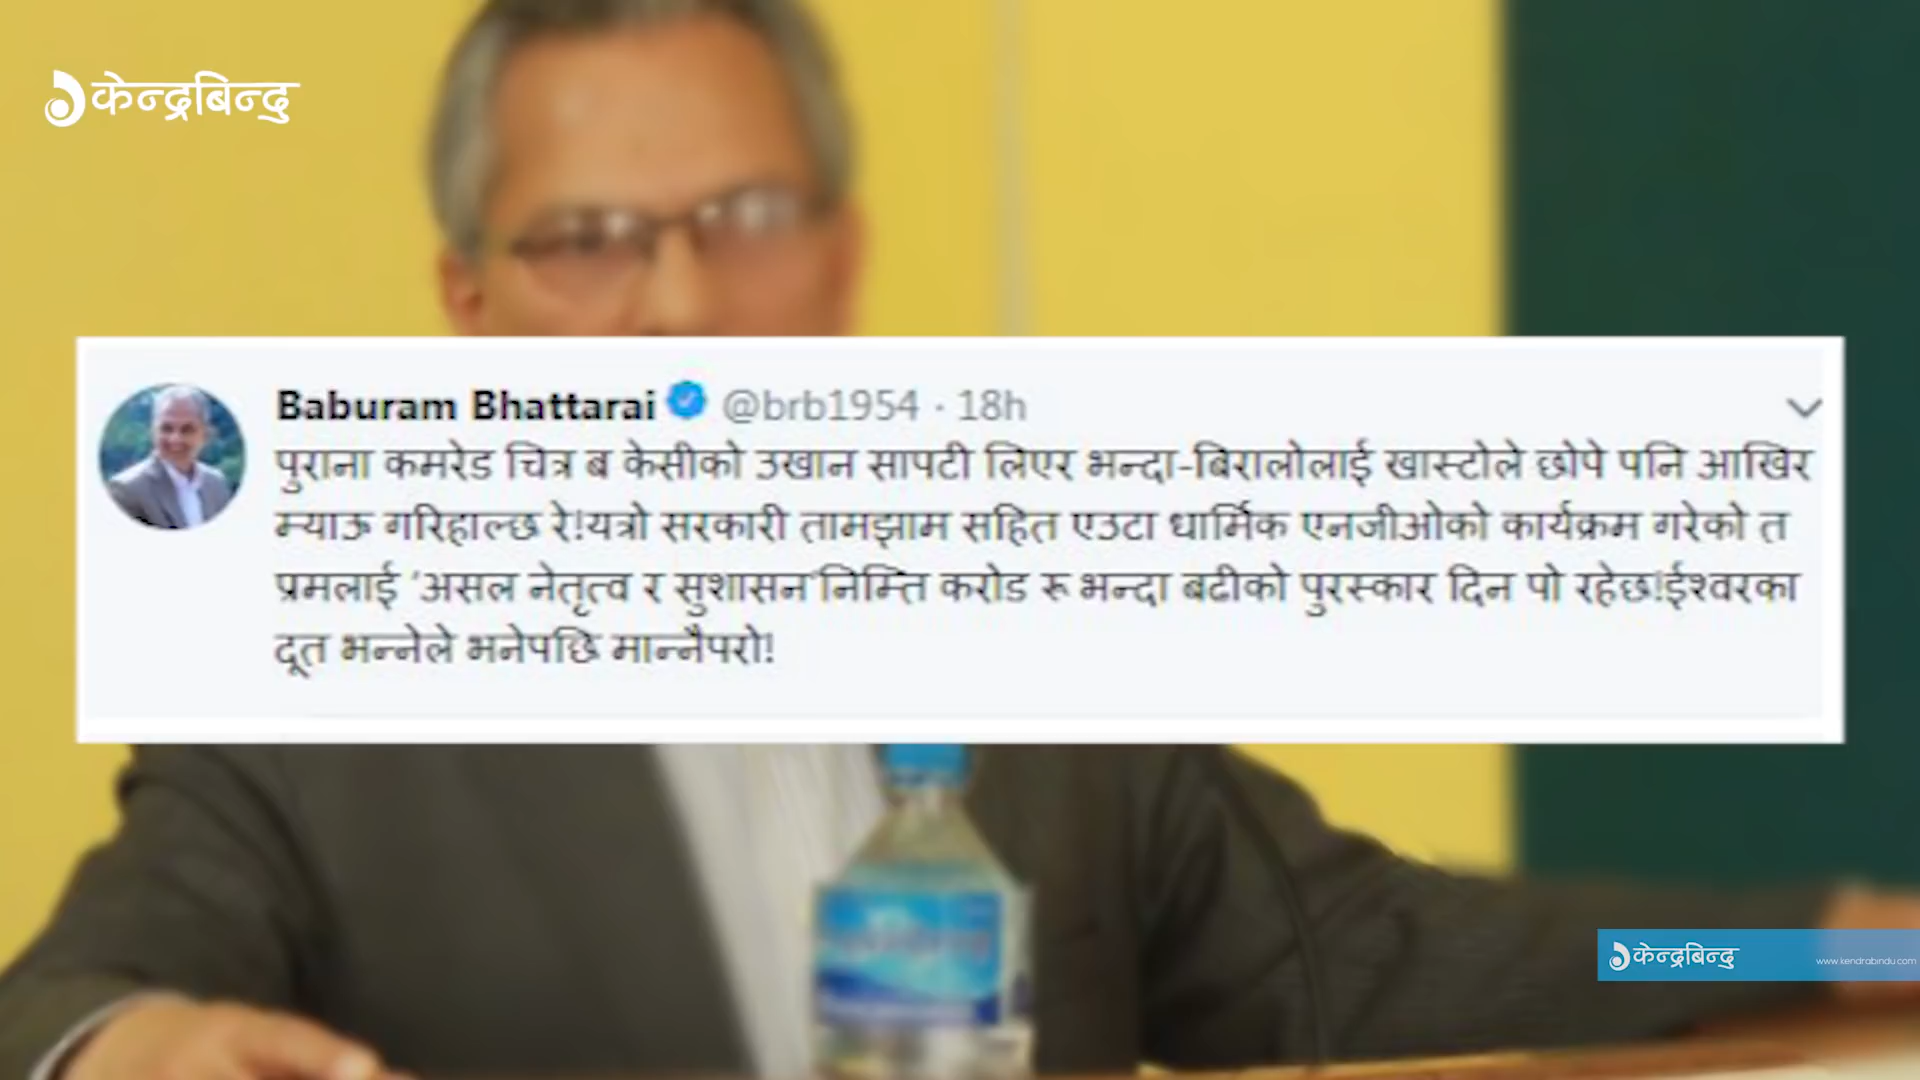 केन्द्रबिन्दु
Baburam Bhattarai @brb1954 · 18h
पुराना कमरेड चित्र ब केसीको उखान सापटी लिएर भन्दा-बिरालोलाई खास्टोले छोपे पनि आखिर
म्याऊ गरिहाल्छ रे!यत्रो सरकारी तामझाम सहित एउटा धार्मिक एनजीओको कार्यक्रम गरेको त
प्रमलाई ‘असल नेतृत्व र सुशासन’निम्ति करोड रू भन्दा बढीको पुरस्कार दिन पो रहेछ!ईश्वरका
दूत भन्नेले भनेपछि मान्नैपरो!
केन्द्रबिन्दु
www.kendrabindu.com